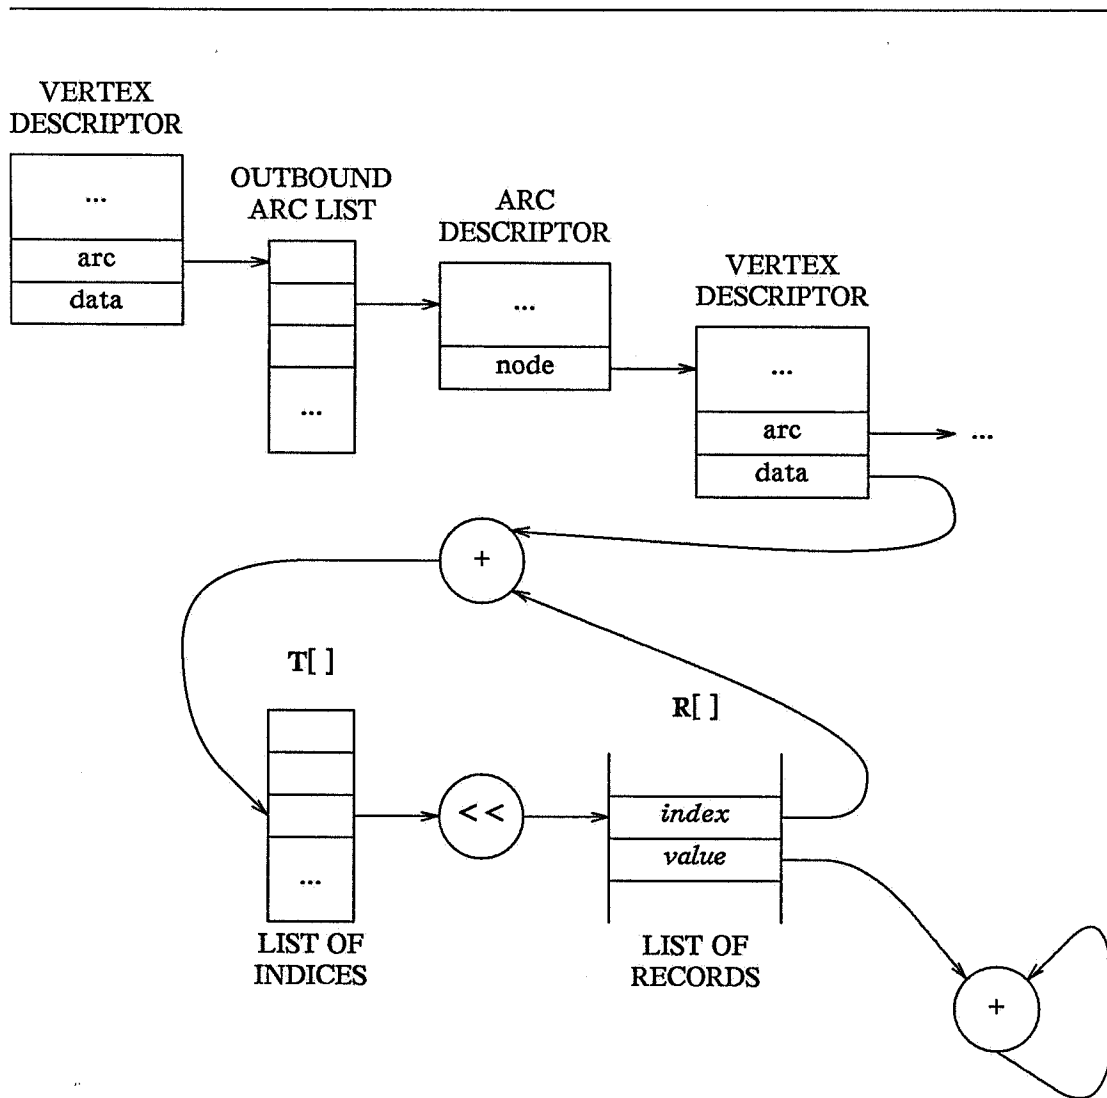 VERTEX
DESCRIPTOR
...
arc
data
OUTBOUND
ARC LIST
...
ARC
DESCRIPTOR
...
node
VERTEX
DESCRIPTOR
...
arc
data
...
+
T[ ]
...
LIST OF
INDICES
<<
R[ ]
index
value
LIST OF
RECORDS
+